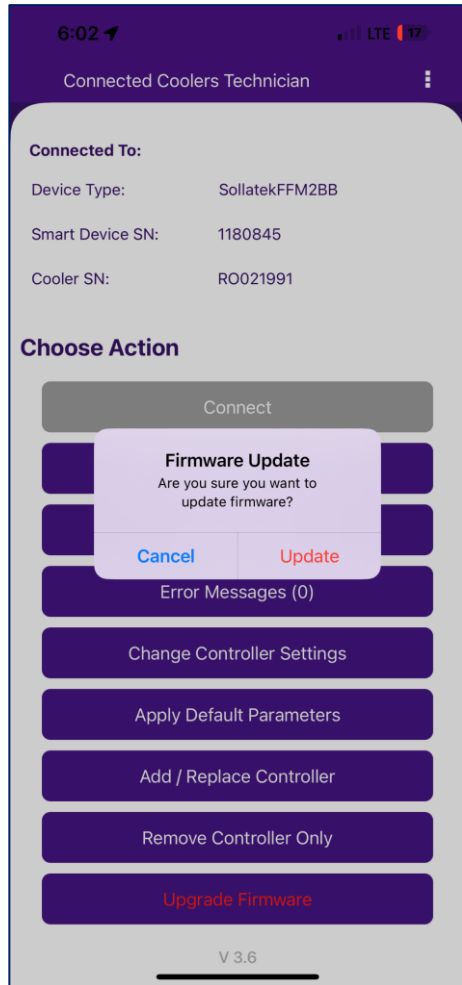 6:02
LTE 17
Connected Coolers Technician
Connected To:
Device Type: SollatekFFM2BB
Smart Device SN: 1180845
Cooler SN: RO021991
Choose Action
Connect
Firmware Update
Are you sure you want to
update firmware?
Cancel Update
Error Messages (0)
Change Controller Settings
Apply Default Parameters
Add / Replace Controller
Remove Controller Only
Upgrade Firmware
V 3.6